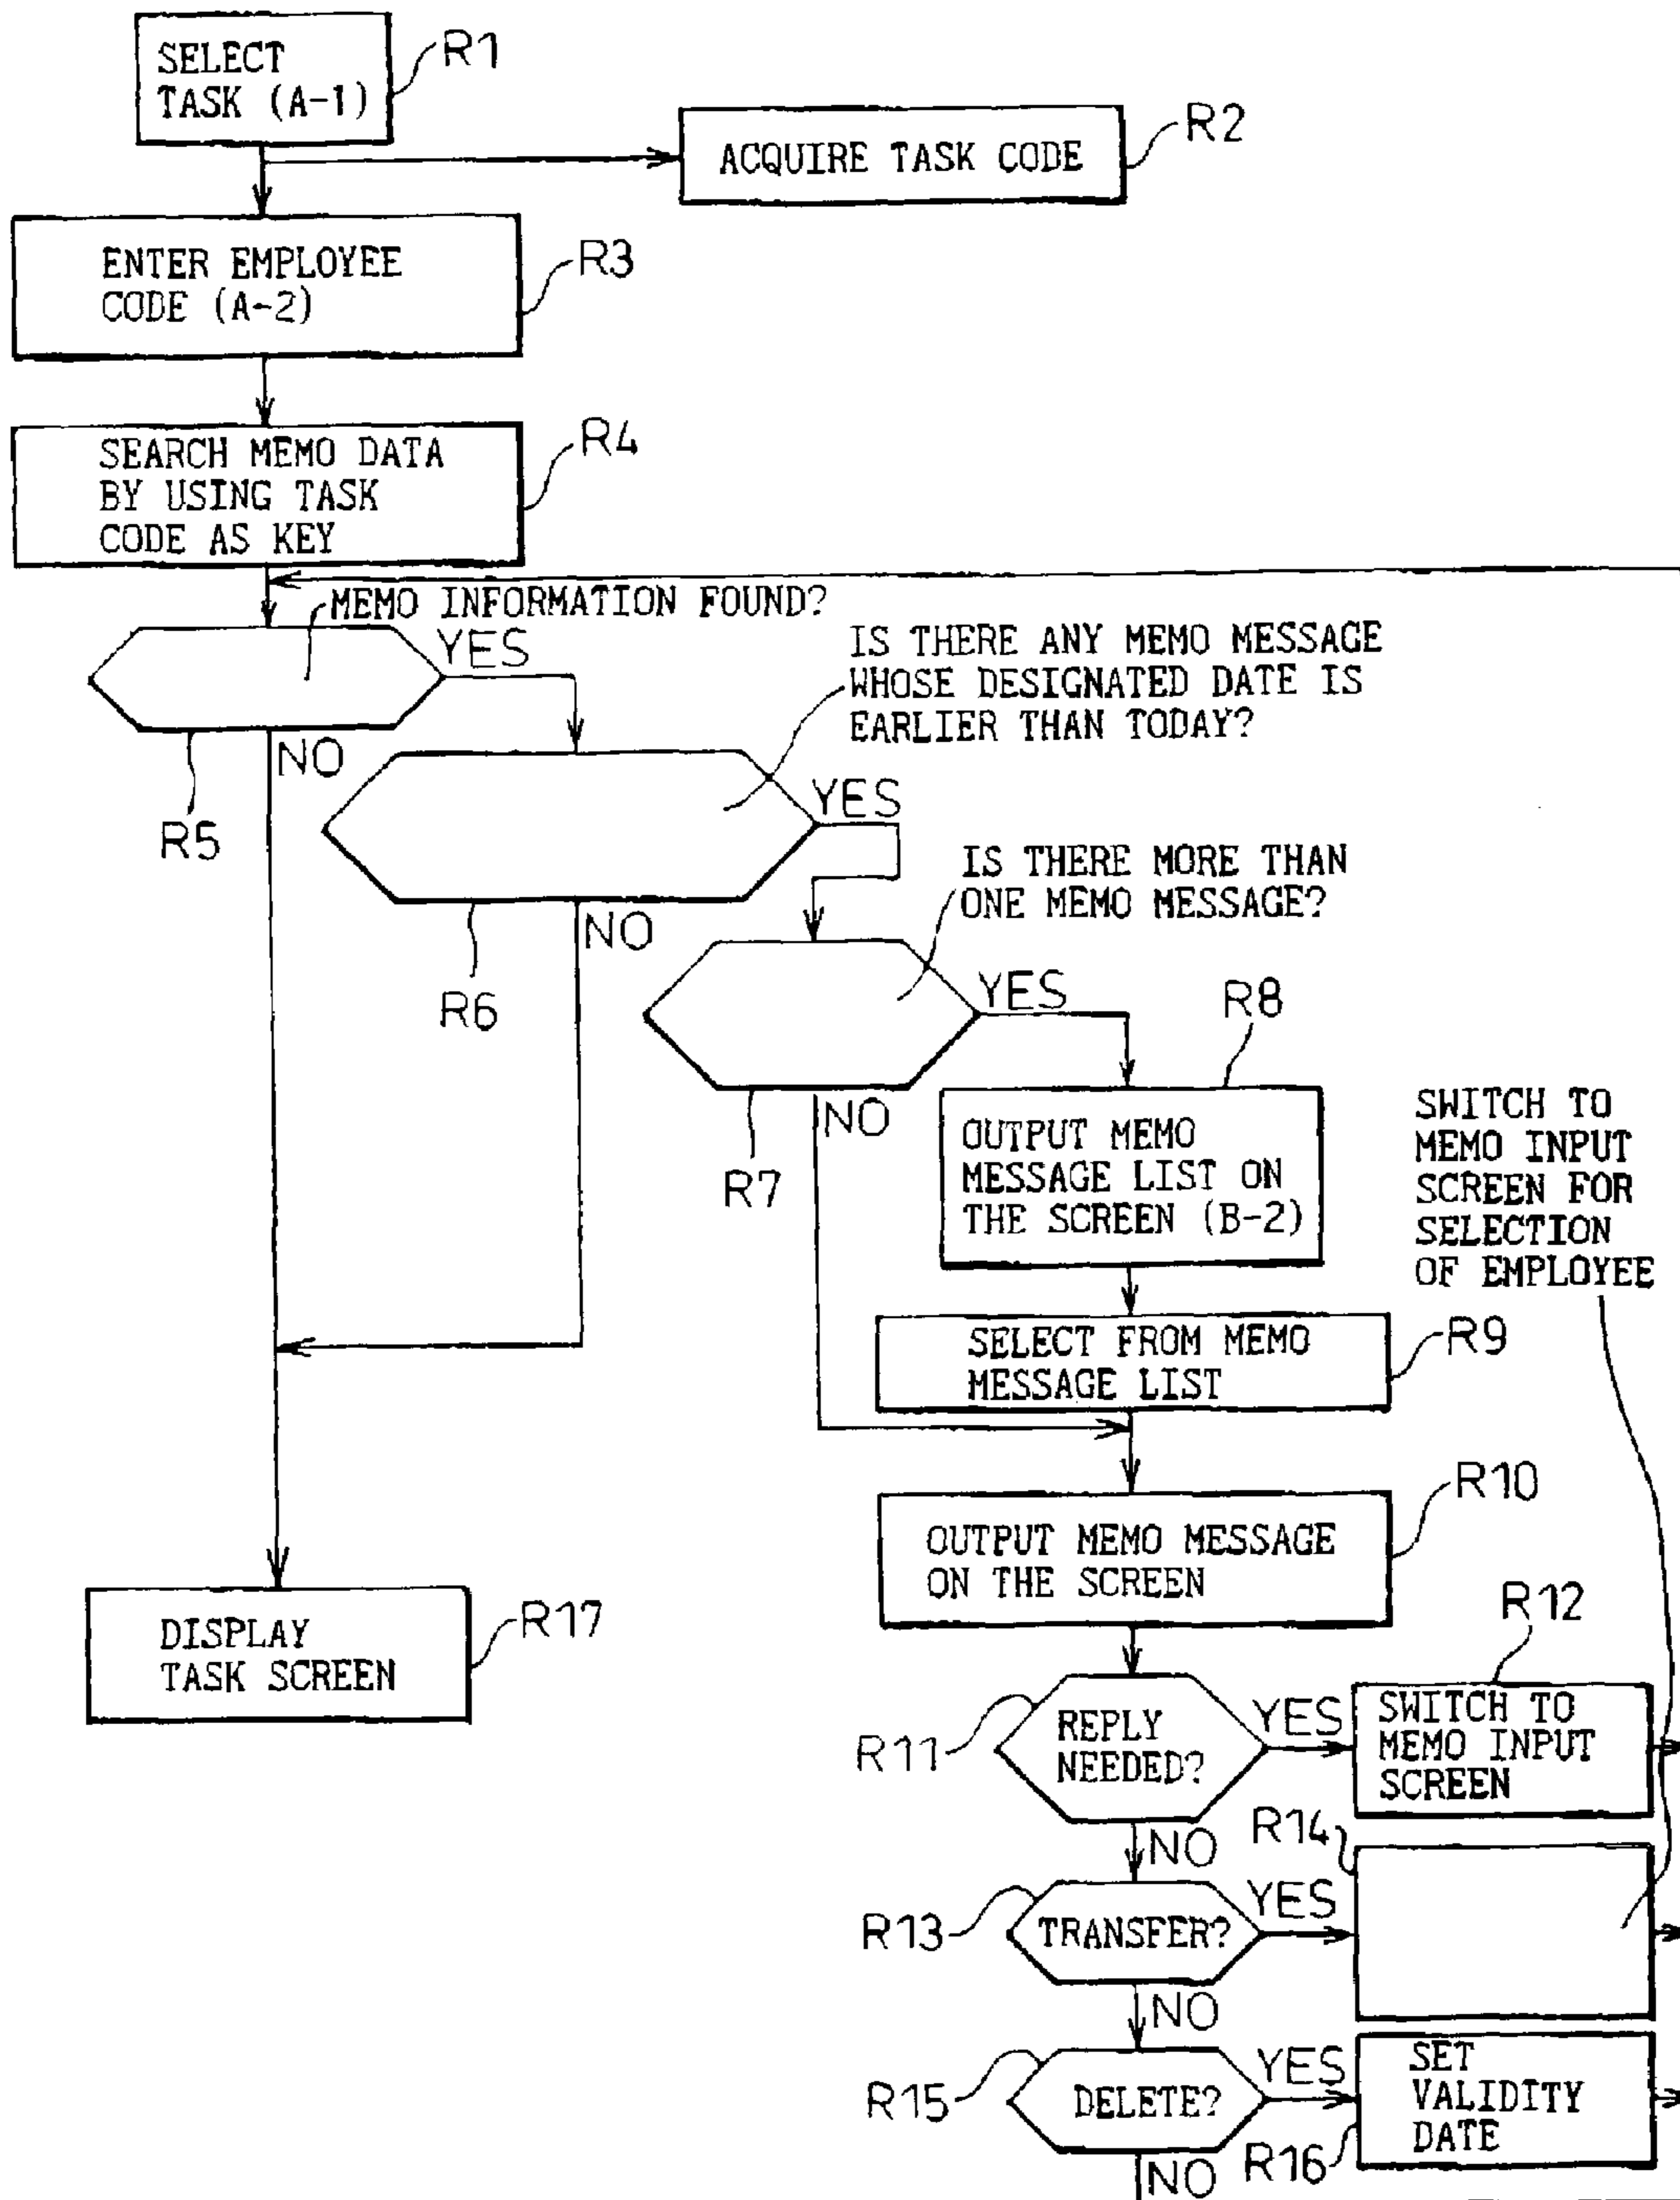 SELECT
TASK (A-1)
R1
ACQUIRE TASK CODE
R2
ENTER EMPLOYEE
CODE (A-2)
R3
SEARCH MEMO DATA
BY USING TASK
CODE AS KEY
R4
MEMO INFORMATION FOUND?
YES
NO
R5
IS THERE ANY MEMO MESSAGE
WHOSE DESIGNATED DATE IS
EARLIER THAN TODAY?
YES
NO
R6
IS THERE MORE THAN
ONE MEMO MESSAGE?
YES
NO
R7
R8
OUTPUT MEMO
MESSAGE LIST ON
THE SCREEN (B-2)
SWITCH TO
MEMO INPUT
SCREEN FOR
SELECTION
OF EMPLOYEE
SELECT FROM MEMO
MESSAGE LIST
R9
OUTPUT MEMO MESSAGE
ON THE SCREEN
R10
DISPLAY
TASK SCREEN
R17
R11
REPLY
NEEDED?
YES
NO
R12
SWITCH TO
MEMO INPUT
SCREEN
R13
TRANSFER?
YES
NO
R14
R15
DELETE?
YES
NO
R16
SET
VALIDITY
DATE